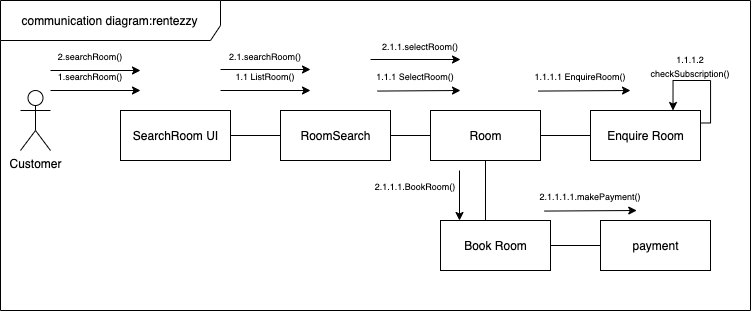 communication diagram:rentezzy
2.searchRoom()
1.searchRoom()
2.1.searchRoom()
1.1 ListRoom()
2.1.1.selectRoom()
1.1.1 SelectRoom()
1.1.1.1 EnquireRoom()
1.1.1.2
checkSubscription()
Customer
SearchRoom UI
RoomSearch
Room
Enquire Room
2.1.1.1.BookRoom()
2.1.1.1.1.makePayment()
Book Room
payment